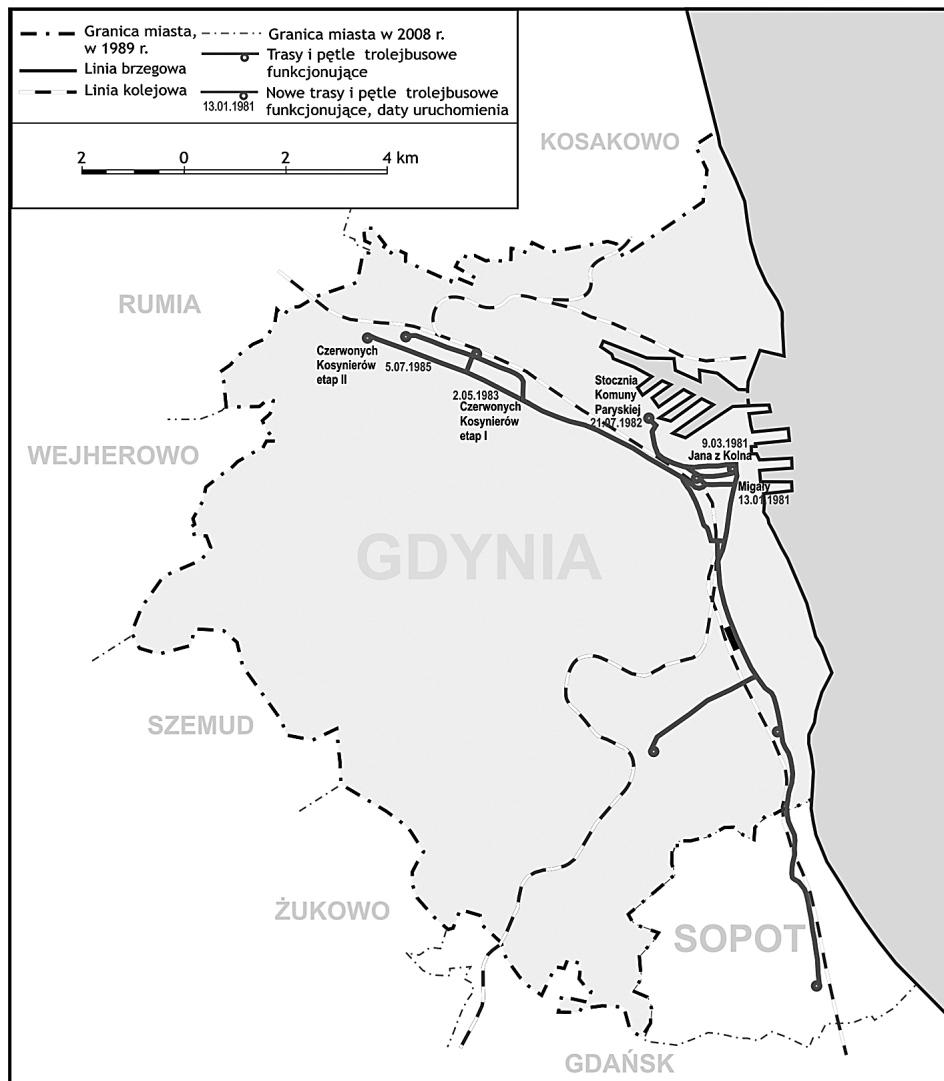 Granica miasta,
w 1989 r.
Linia brzegowa
Linia kolejowa
Granica miasta w 2008 r.
Trasy i pętle trolejbusowe
funkcjonujące
13.01.1981
Nowe trasy i pętle trolejbusowe
funkcjonujące, daty uruchomienia
2 0 2 4 km
KOSAKOWO
RUMIA
Czerwonych
Kosynierów
etap II
5.07.1985
2.05.1983
Czerwonych
Kosynierów
etap I
Stocznia
Komuny
Paryskiej
21.07.1982
9.03.1981
Jana z Kolna
Migały
13.01.1981
WEJHEROWO
GDYNIA
SZEMUD
ŻUKOWO
SOPOT
GDAŃSK